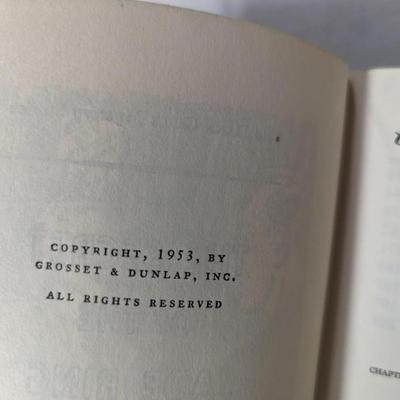 COPYRIGHT, 1953, BY
GROSSET & DUNLAP, INC.
ALL RIGHTS RESERVED